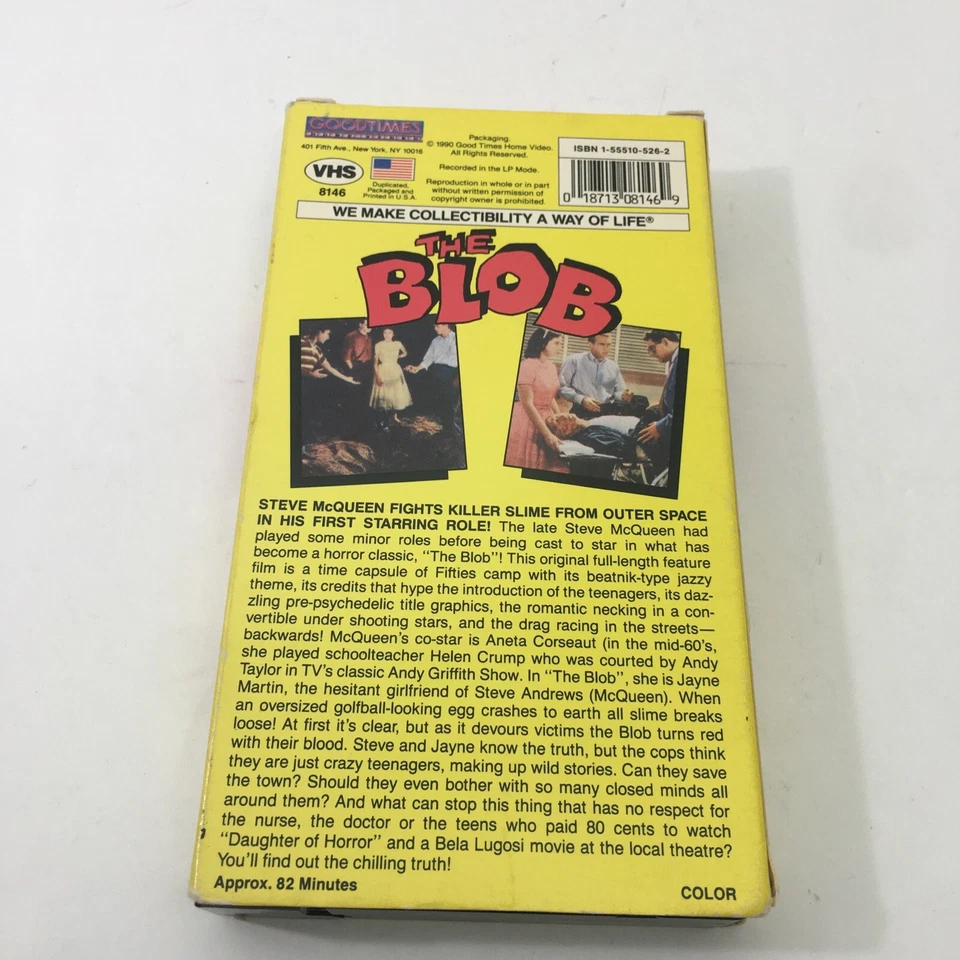 GOODTIMES
401 Fifth Ave., New York, NY 10016
VHS
8146
Duplicated,
Packaged and
Printed in U.S.A.
Packaging.
© 1990 Good Times Home Video.
All Rights Reserved.
Recorded in the LP Mode.
Reproduction in whole or in part
without written permission of
copyright owner is prohibited.
ISBN 1-55510-526-2
0 18713 08146 9
WE MAKE COLLECTIBILITY A WAY OF LIFE®
THE
BLOB
STEVE McQUEEN FIGHTS KILLER SLIME FROM OUTER SPACE
IN HIS FIRST STARRING ROLE! The late Steve McQueen had
played some minor roles before being cast to star in what has
become a horror classic, "The Blob"! This original full-length feature
film is a time capsule of Fifties camp with its beatnik-type jazzy
theme, its credits that hype the introduction of the teenagers, its daz-
zling pre-psychedelic title graphics, the romantic necking in a con-
vertible under shooting stars, and the drag racing in the streets—
backwards! McQueen's co-star is Aneta Corseaut (in the mid-60's,
she played schoolteacher Helen Crump who was courted by Andy
Taylor in TV's classic Andy Griffith Show. In "The Blob", she is Jayne
Martin, the hesitant girlfriend of Steve Andrews (McQueen). When
an oversized golfball-looking egg crashes to earth all slime breaks
loose! At first it's clear, but as it devours victims the Blob turns red
with their blood. Steve and Jayne know the truth, but the cops think
they are just crazy teenagers, making up wild stories. Can they save
the town? Should they even bother with so many closed minds all
around them? And what can stop this thing that has no respect for
the nurse, the doctor or the teens who paid 80 cents to watch
"Daughter of Horror" and a Bela Lugosi movie at the local theatre?
You'll find out the chilling truth!
Approx. 82 Minutes
COLOR